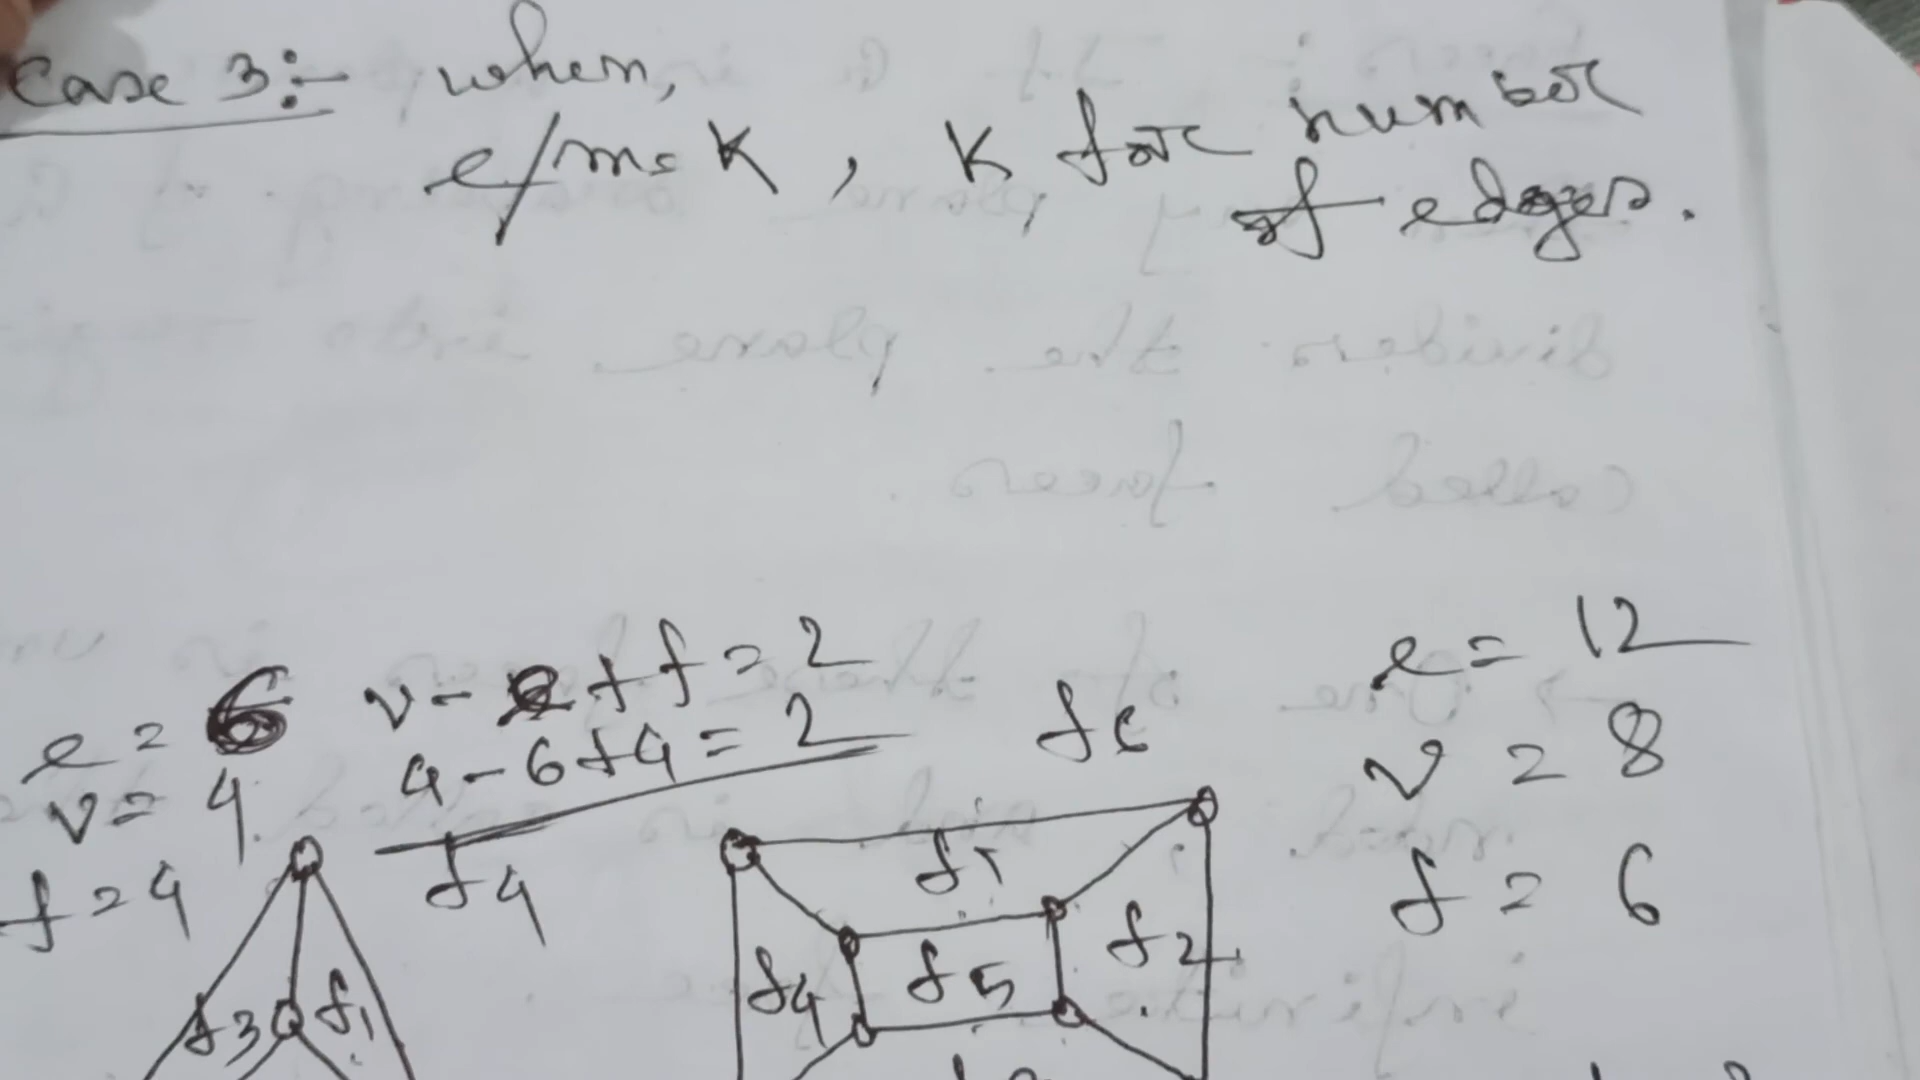 Case 3:- when,
e/m = K, K for number
of edges.
e = 6 v - e + f = 2
v = 4 4 - 6 + 4 = 2
f = 4 f4
f3 f1
f6
e = 12
v = 8
f = 6
f1
f2
f4 f5